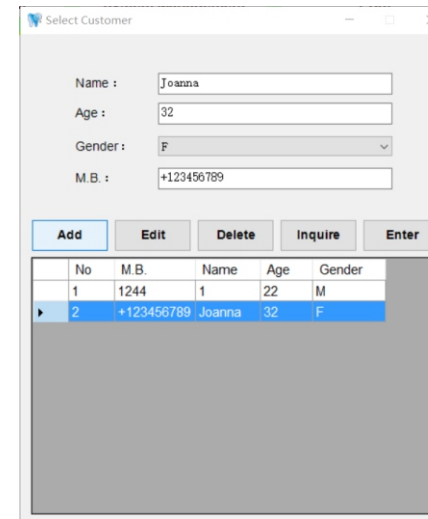 Select Customer
Name : Joanna
Age : 32
Gender : F
M.B. : +123456789
Add Edit Delete Inquire Enter
No M.B. Name Age Gender
1 1244 1 22 M
2 +123456789 Joanna 32 F